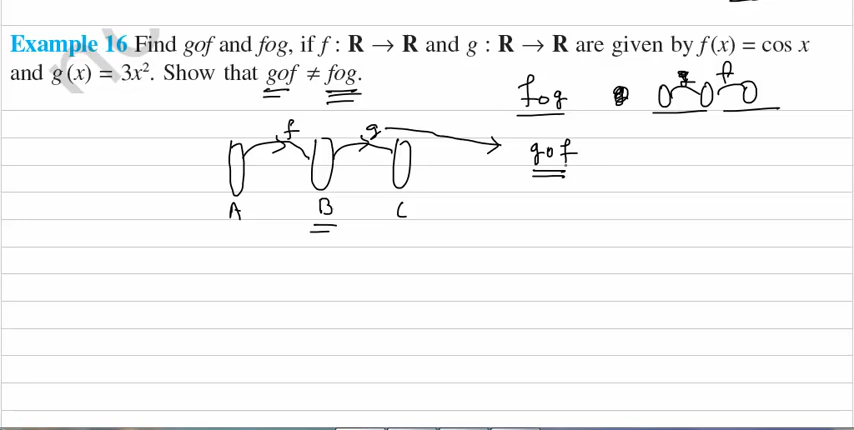 Example 16 Find gof and fog, if f : R → R and g : R → R are given by f(x) = cos x
and g (x) = 3x². Show that gof ≠ fog.
fog g f
f g gof
A B C